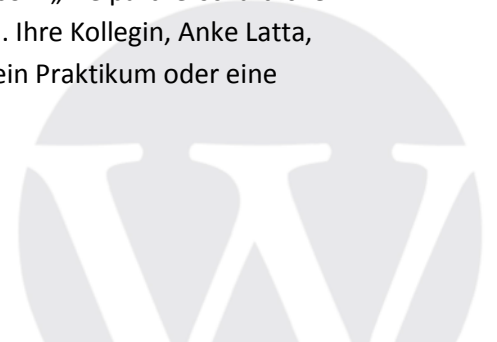 . Ihre Kollegin, Anke Latta,
ein Praktikum oder eine
W